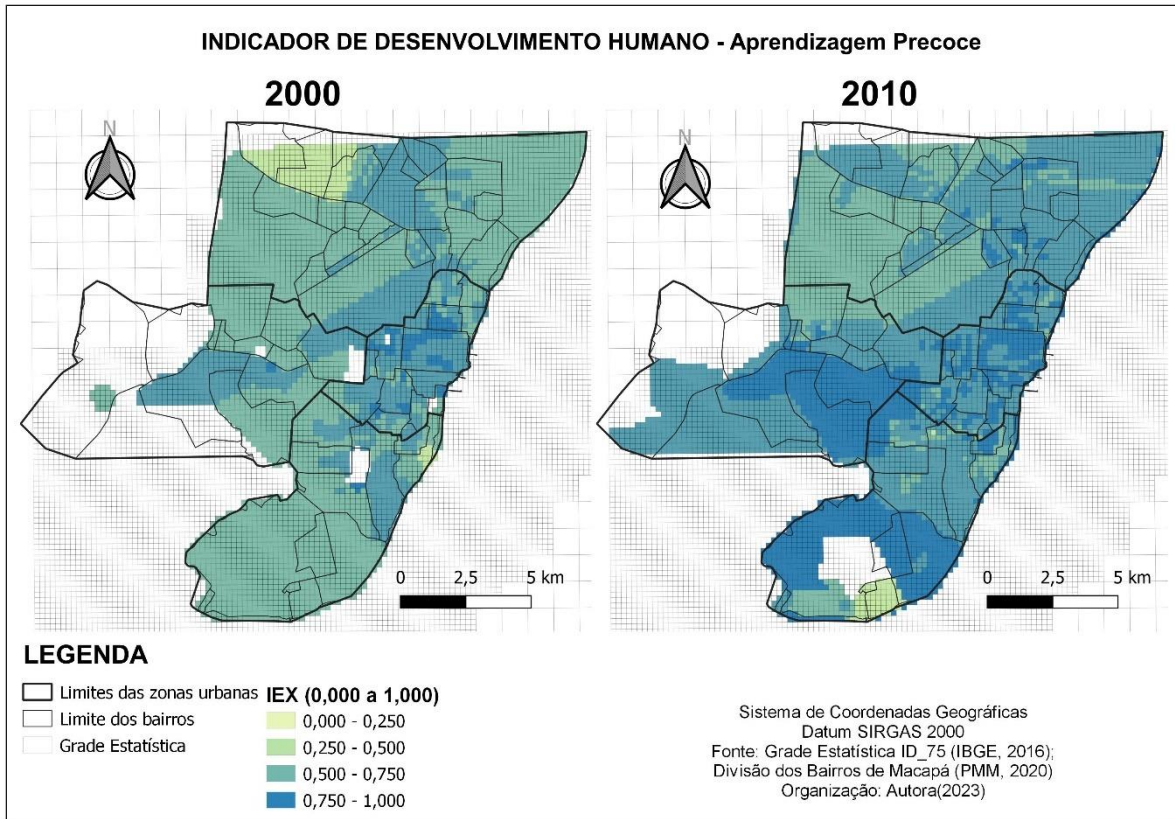 INDICADOR DE DESENVOLVIMENTO HUMANO - Aprendizagem Precoce
2000
2010
N
N
0 2,5 5 km
0 2,5 5 km
LEGENDA
Limites das zonas urbanas
Limite dos bairros
Grade Estatística
IEX (0,000 a 1,000)
0,000 - 0,250
0,250 - 0,500
0,500 - 0,750
0,750 - 1,000
Sistema de Coordenadas Geográficas
Datum SIRGAS 2000
Fonte: Grade Estatística ID_75 (IBGE, 2016);
Divisão dos Bairros de Macapá (PMM, 2020)
Organização: Autora(2023)